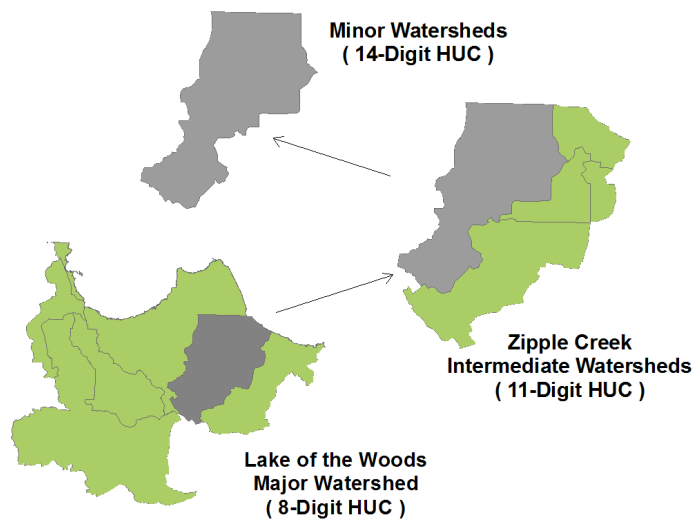 Minor Watersheds
( 14-Digit HUC )
Zipple Creek
Intermediate Watersheds
( 11-Digit HUC )
Lake of the Woods
Major Watershed
( 8-Digit HUC )